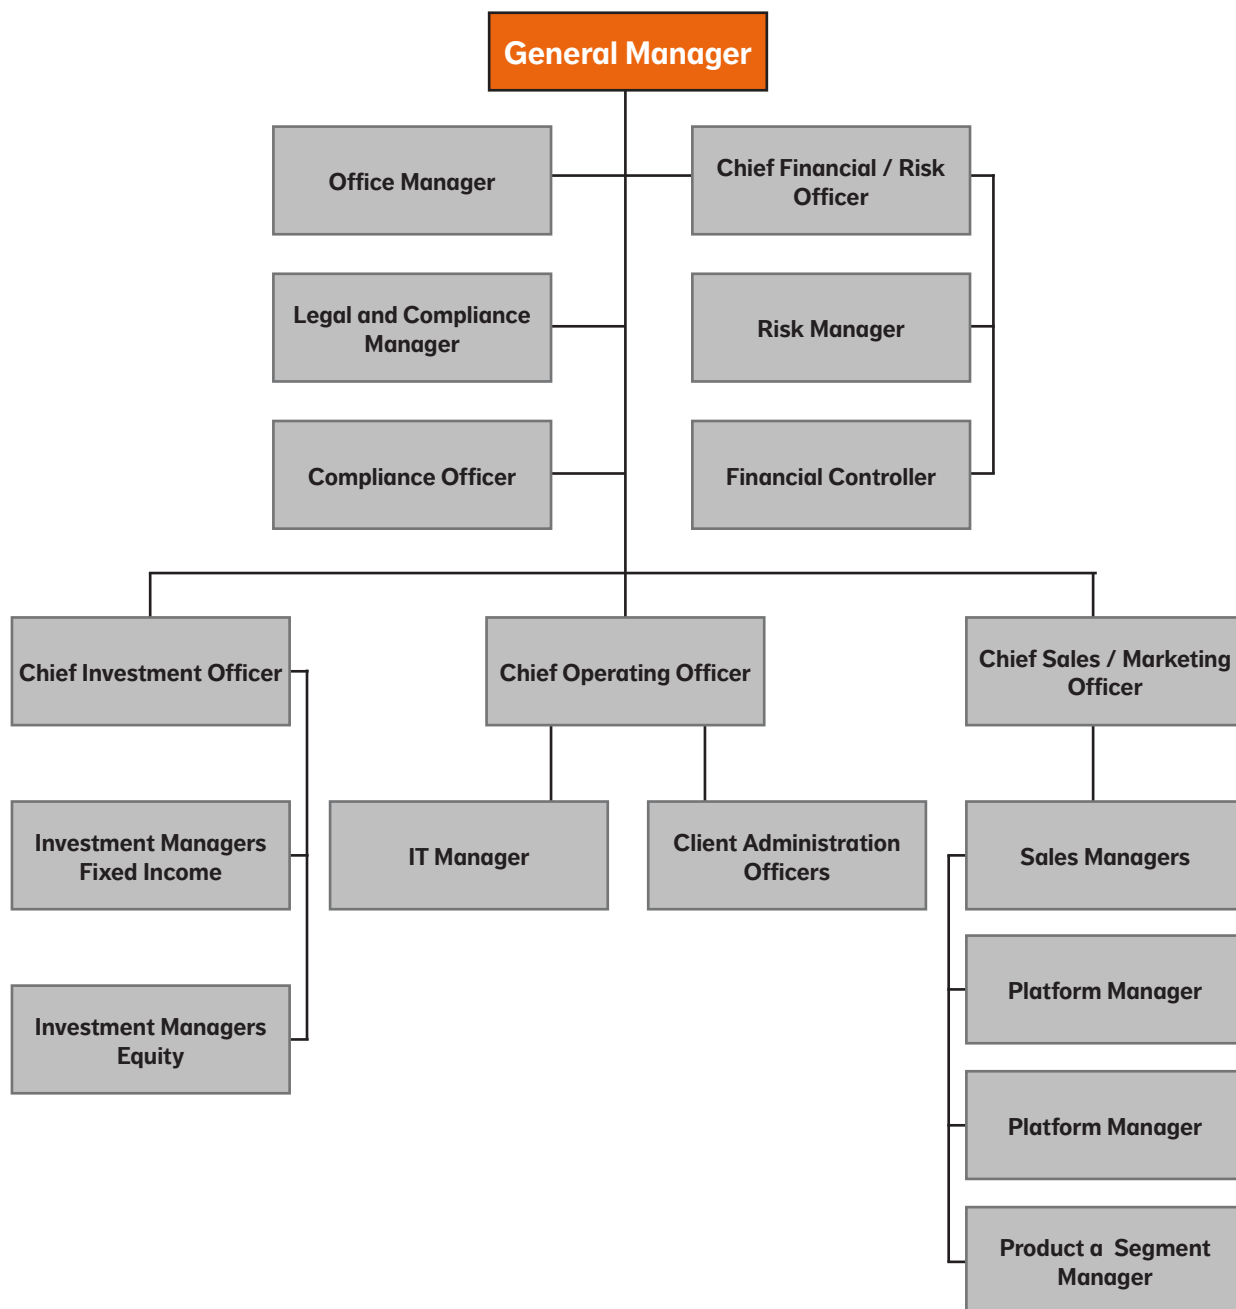 General Manager
Office Manager
Chief Financial / Risk
Officer
Legal and Compliance
Manager
Risk Manager
Compliance Officer
Financial Controller
Chief Investment Officer
Chief Operating Officer
Chief Sales / Marketing
Officer
Investment Managers
Fixed Income
IT Manager
Client Administration
Officers
Sales Managers
Platform Manager
Investment Managers
Equity
Platform Manager
Product a  Segment
Manager